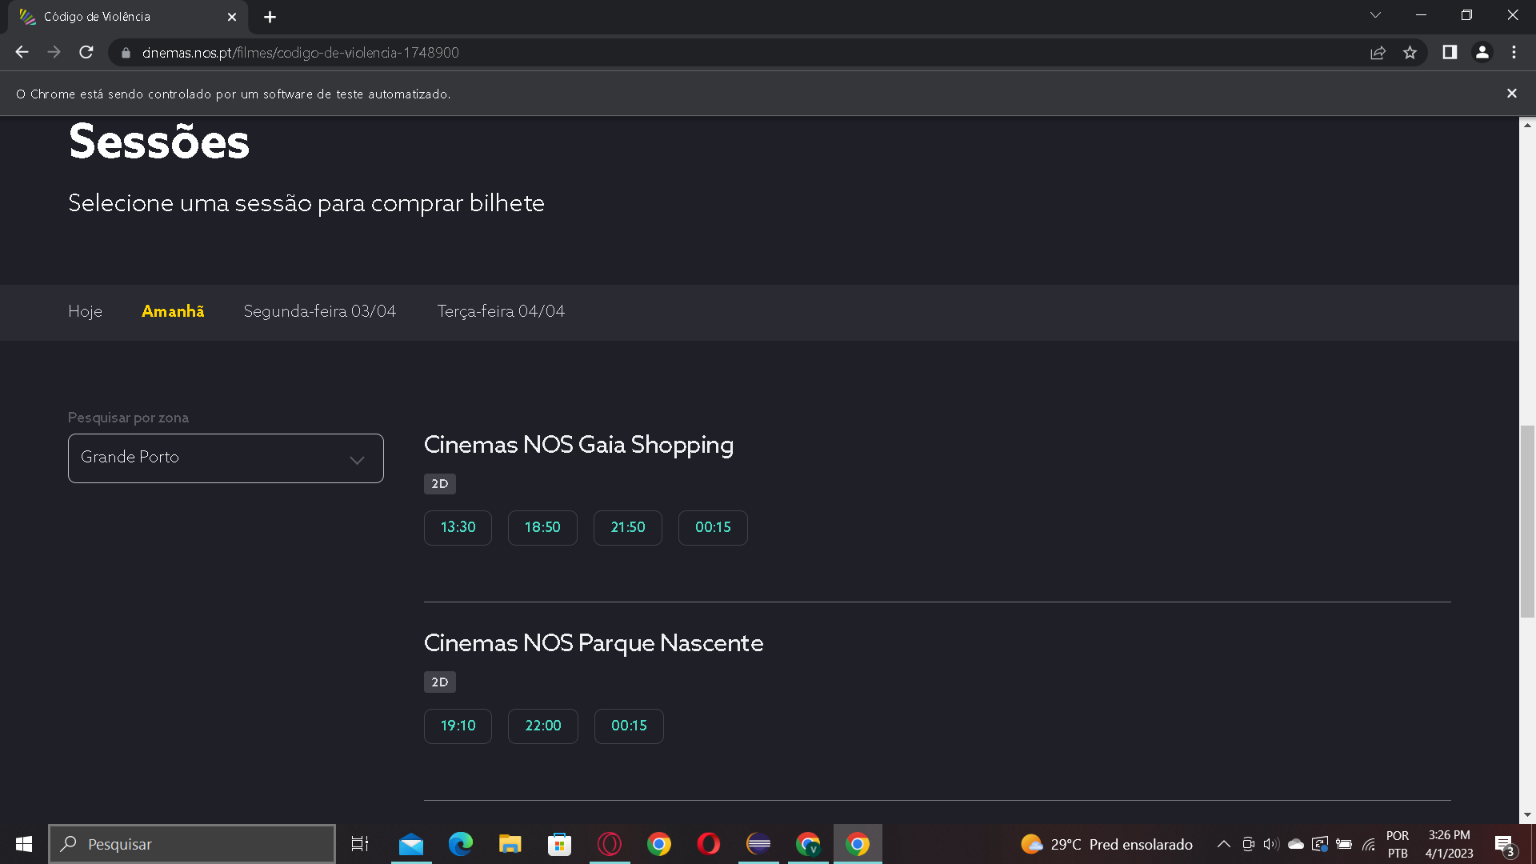 Código de Violência
cinemas.nos.pt/filmes/codigo-de-violencia-1748900
O Chrome está sendo controlado por um software de teste automatizado.
Sessões
Selecione uma sessão para comprar bilhete
Hoje Amanhã Segunda-feira 03/04 Terça-feira 04/04
Pesquisar por zona
Grande Porto
Cinemas NOS Gaia Shopping
2D
13:30 18:50 21:50 00:15
Cinemas NOS Parque Nascente
2D
19:10 22:00 00:15
Pesquisar
29°C Pred ensolarado
POR
PTB
3:26 PM
4/1/2023
3